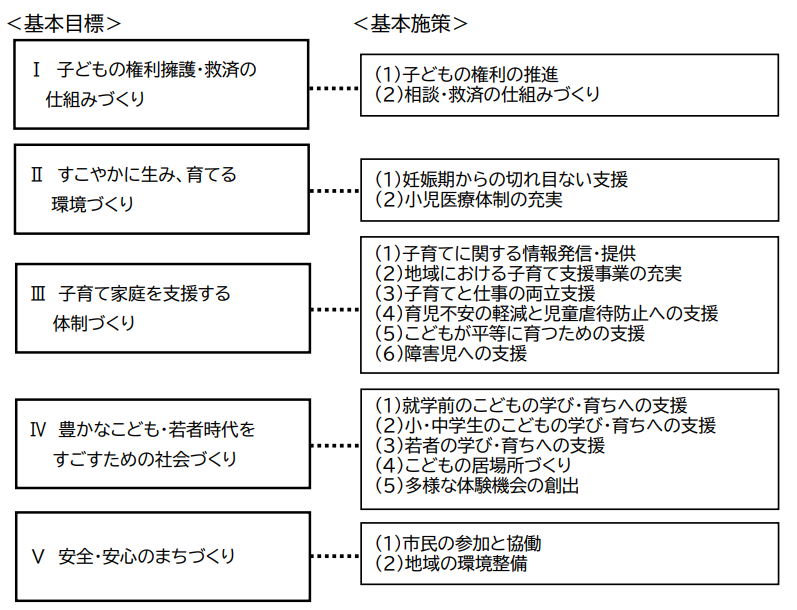 ＜基本目標＞
＜基本施策＞
Ⅰ　子どもの権利擁護・救済の
仕組みづくり
（１）子どもの権利の推進
（２）相談・救済の仕組みづくり
Ⅱ　すこやかに生み、育てる
環境づくり
（１）妊娠期からの切れ目ない支援
（２）小児医療体制の充実
Ⅲ　子育て家庭を支援する
体制づくり
（１）子育てに関する情報発信・提供
（２）地域における子育て支援事業の充実
（３）子育てと仕事の両立支援
（４）育児不安の軽減と児童虐待防止への支援
（５）こどもが平等に育つための支援
（６）障害児への支援
Ⅳ　豊かなこども・若者時代を
すごすための社会づくり
（１）就学前のこどもの学び・育ちへの支援
（２）小・中学生のこどもの学び・育ちへの支援
（３）若者の学び・育ちへの支援
（４）こどもの居場所づくり
（５）多様な体験機会の創出
Ⅴ　安全・安心のまちづくり
（１）市民の参加と協働
（２）地域の環境整備